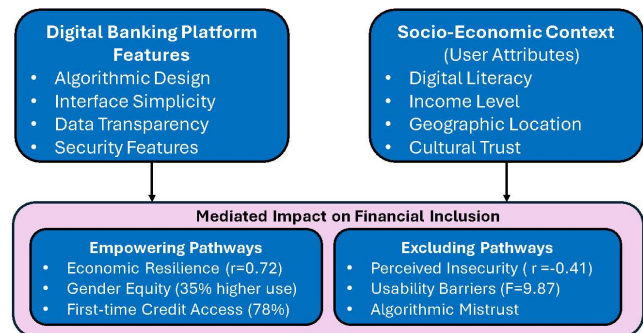 Digital Banking Platform
Features
• Algorithmic Design
• Interface Simplicity
• Data Transparency
• Security Features
Socio-Economic Context
(User Attributes)
• Digital Literacy
• Income Level
• Geographic Location
• Cultural Trust
Mediated Impact on Financial Inclusion
Empowering Pathways
• Economic Resilience (r=0.72)
• Gender Equity (35% higher use)
• First-time Credit Access (78%)
Excluding Pathways
• Perceived Insecurity ( r =-0.41)
• Usability Barriers (F=9.87)
• Algorithmic Mistrust